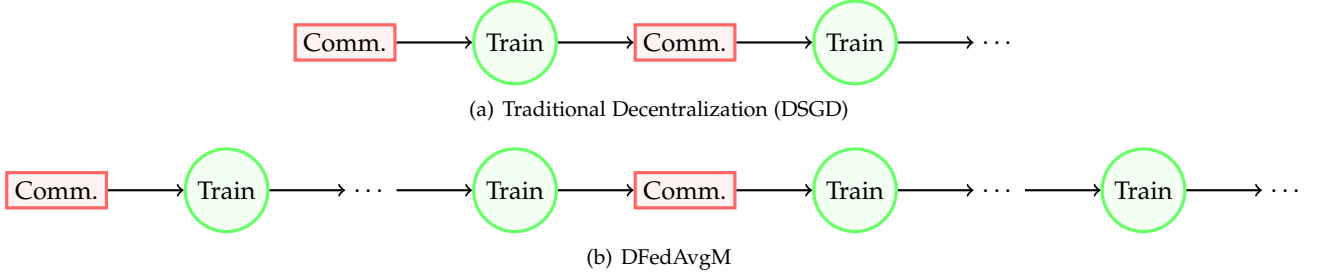 Comm. Train Comm. Train ···
(a) Traditional Decentralization (DSGD)
Comm. Train ··· Train Comm. Train ··· Train ···
(b) DFedAvgM